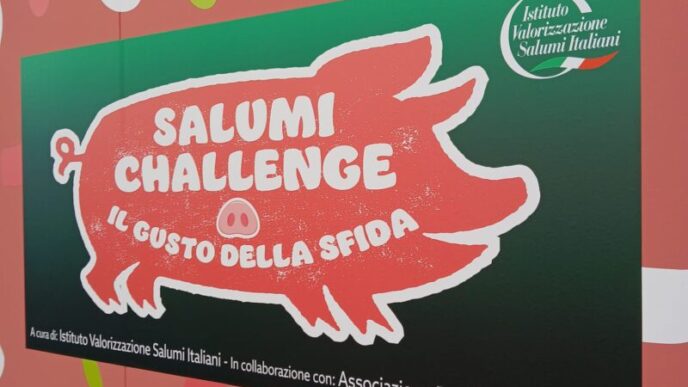 Istituto
Valorizzazione
Salumi Italiani
SALUMI
CHALLENGE
IL GUSTO DELLA SFIDA
A cura di: Istituto Valorizzazione Salumi Italiani - In collaborazione con: